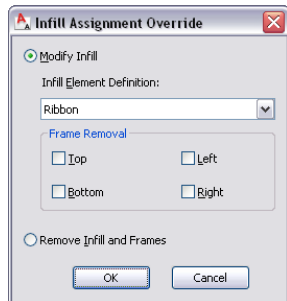 Infill Assignment Override
Modify Infill
Infill Element Definition:
Ribbon
Frame Removal
Top Left
Bottom Right
Remove Infill and Frames
OK Cancel